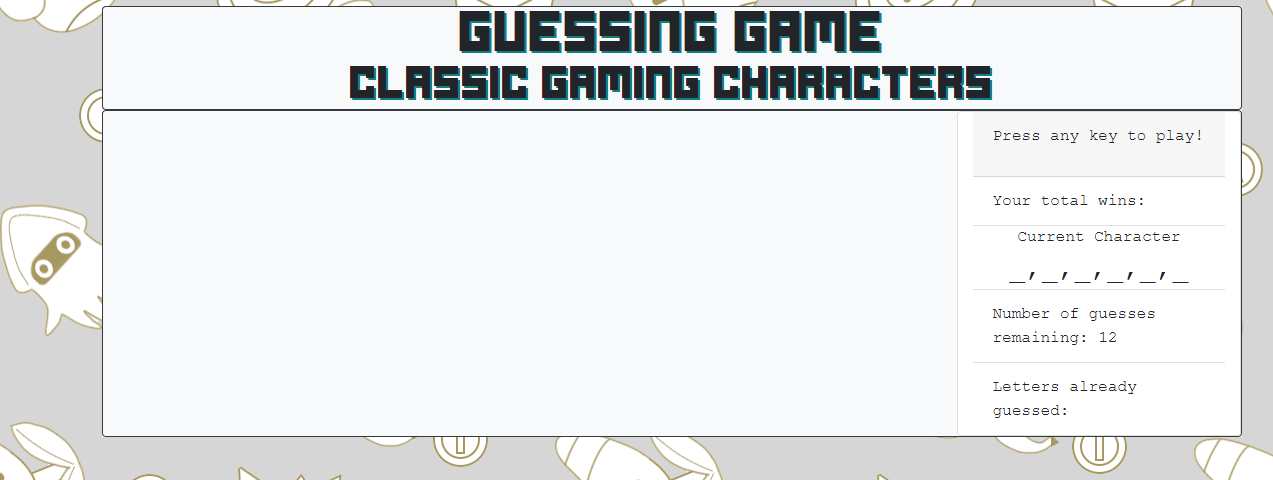 GUESSING GAME
CLASSIC GAMING CHARACTERS
Press any key to play!
Your total wins:
Current Character
_,_,_,_,_,_
Number of guesses
remaining: 12
Letters already
guessed: